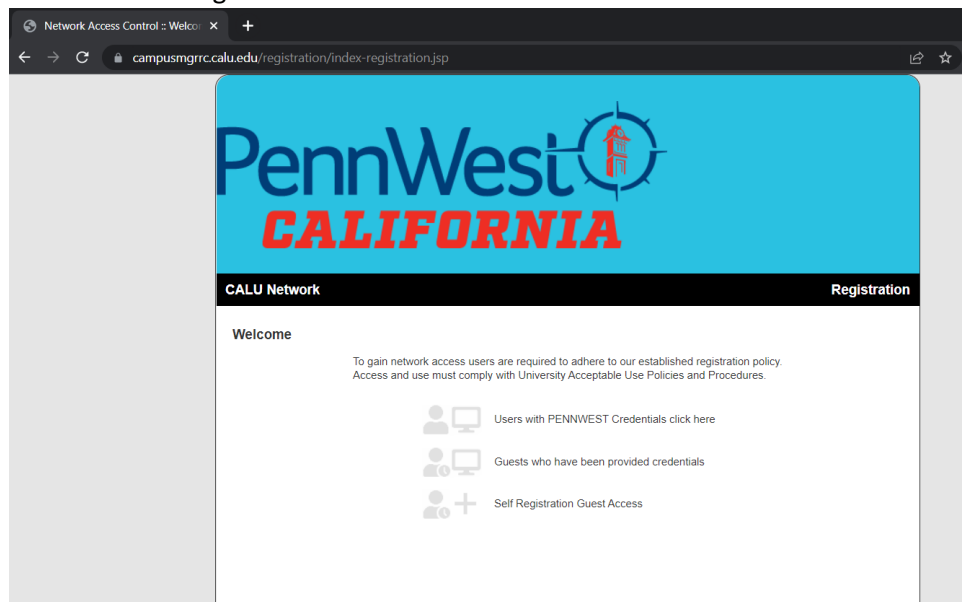 Network Access Control :: Welcor
campusmgrrc.calu.edu/registration/index-registration.jsp
PennWest
CALIFORNIA
CALU Network Registration
Welcome
To gain network access users are required to adhere to our established registration policy.
Access and use must comply with University Acceptable Use Policies and Procedures.
Users with PENNWEST Credentials click here
Guests who have been provided credentials
Self Registration Guest Access